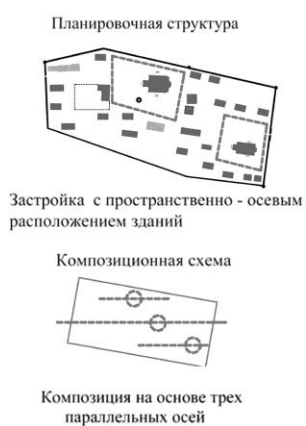 Планировочная структура
Застройка с пространственно - осевым
расположением зданий
Композиционная схема
Композиция на основе трех
параллельных осей